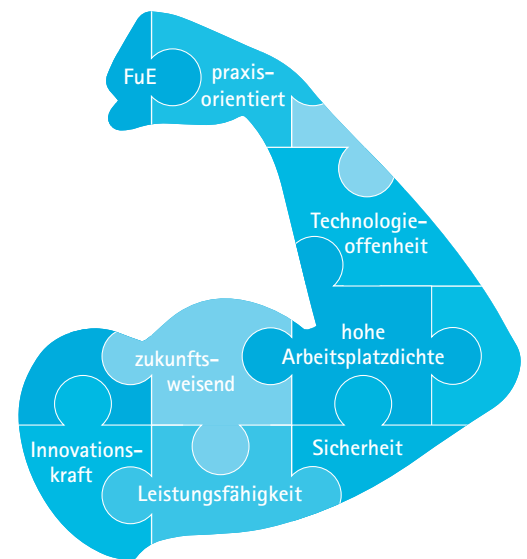 FuE
praxis-
orientiert
Technologie-
offenheit
hohe
Arbeitsplatzdichte
zukunfts-
weisend
Innovations-
kraft
Sicherheit
Leistungsfähigkeit